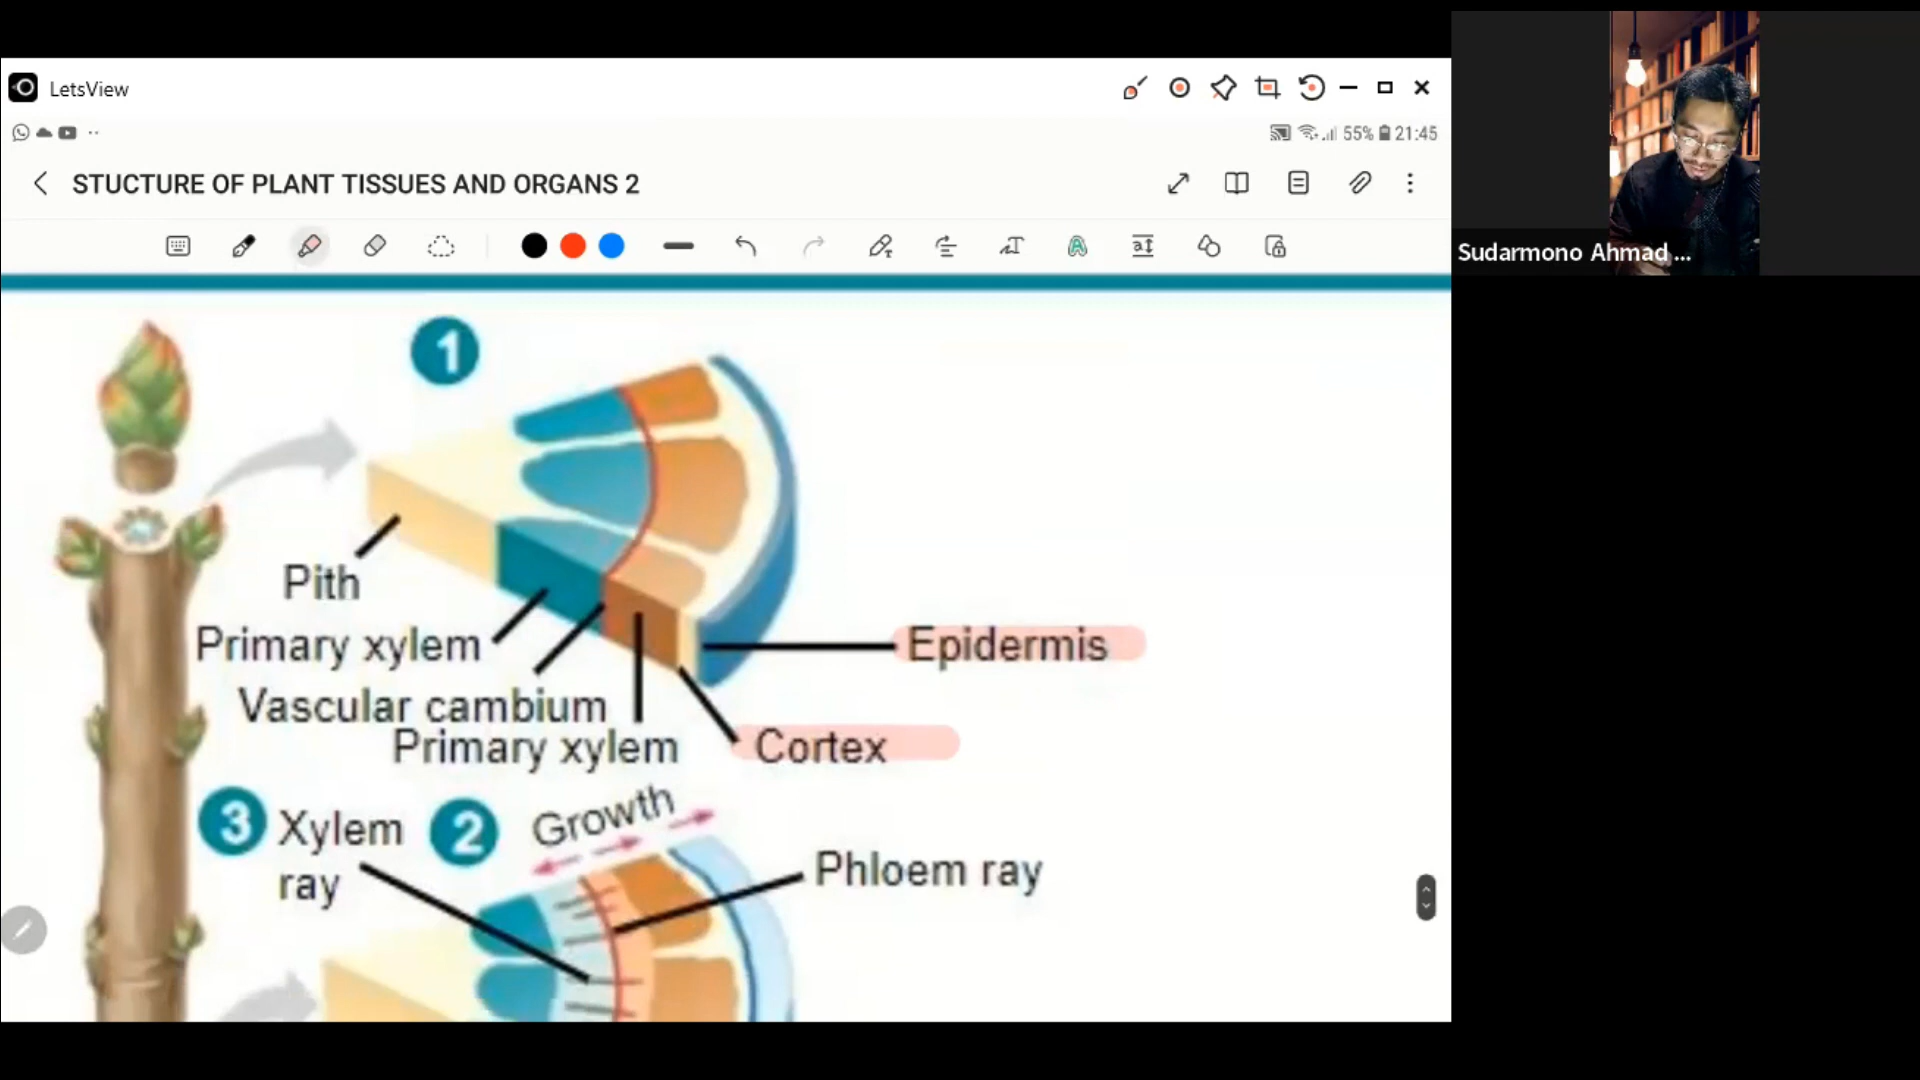 LetsView
55% 21:45
STUCTURE OF PLANT TISSUES AND ORGANS 2
Sudarmono Ahmad ...
1
Pith
Primary xylem
Epidermis
Vascular cambium
Primary xylem
Cortex
3 Xylem
ray
2
Growth
Phloem ray